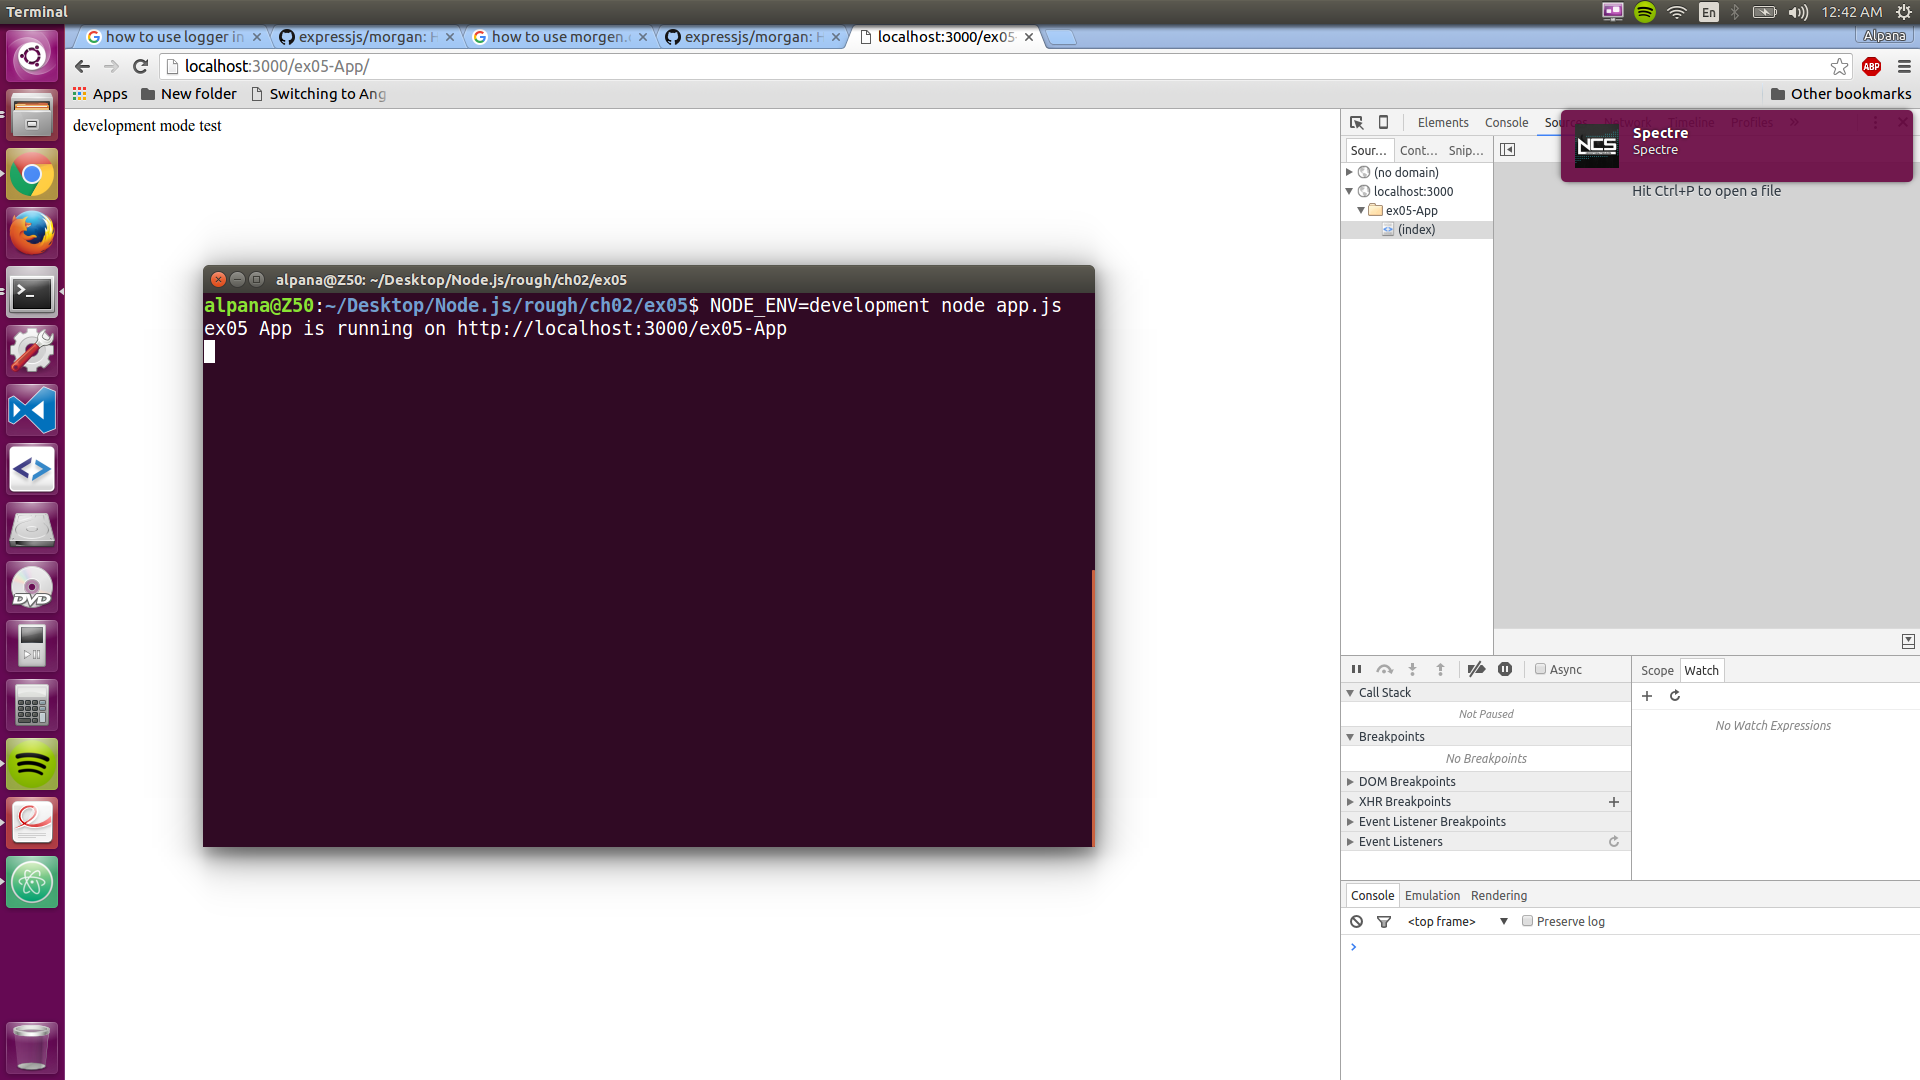 Terminal
En
12:42 AM
how to use logger in
expressjs/morgan: H
how to use morgen.
expressjs/morgan: H
localhost:3000/ex05-
Alpana
localhost:3000/ex05-App/
ABP
Apps
New folder
Switching to Ang
Other bookmarks
development mode test
Elements
Console
Sources
Network
Timeline
Profiles
NCS
Spectre
Spectre
Sour...
Cont...
Snip...
(no domain)
localhost:3000
ex05-App
(index)
Hit Ctrl+P to open a file
alpana@Z50: ~/Desktop/Node.js/rough/ch02/ex05
alpana@Z50:~/Desktop/Node.js/rough/ch02/ex05$ NODE_ENV=development node app.js
ex05 App is running on http://localhost:3000/ex05-App
DVD
Async
Scope
Watch
Call Stack
Not Paused
No Watch Expressions
Breakpoints
No Breakpoints
DOM Breakpoints
XHR Breakpoints
Event Listener Breakpoints
Event Listeners
Console
Emulation
Rendering
<top frame>
Preserve log